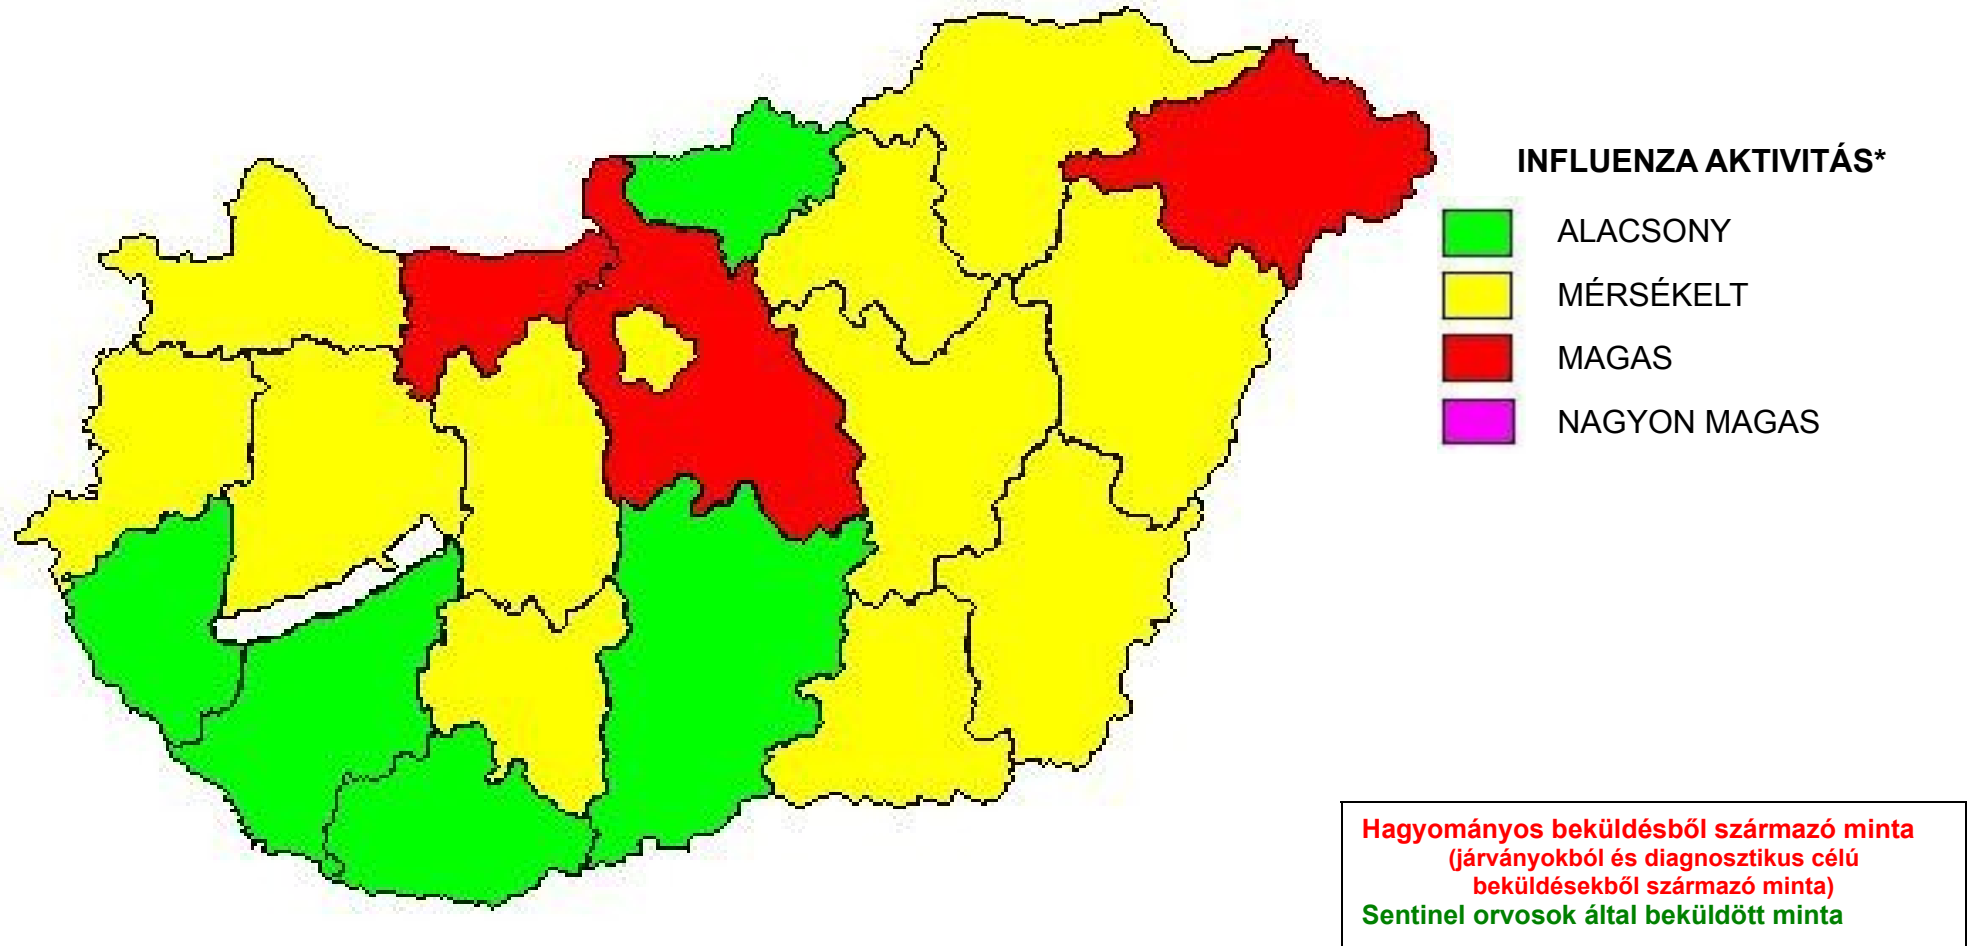 INFLUENZA AKTIVITÁS*
ALACSONY
MÉRSÉKELT
MAGAS
NAGYON MAGAS
Hagyományos beküldésből származó minta
(járványokból és diagnosztikus célú
beküldésekből származó minta)
Sentinel orvosok által beküldött minta